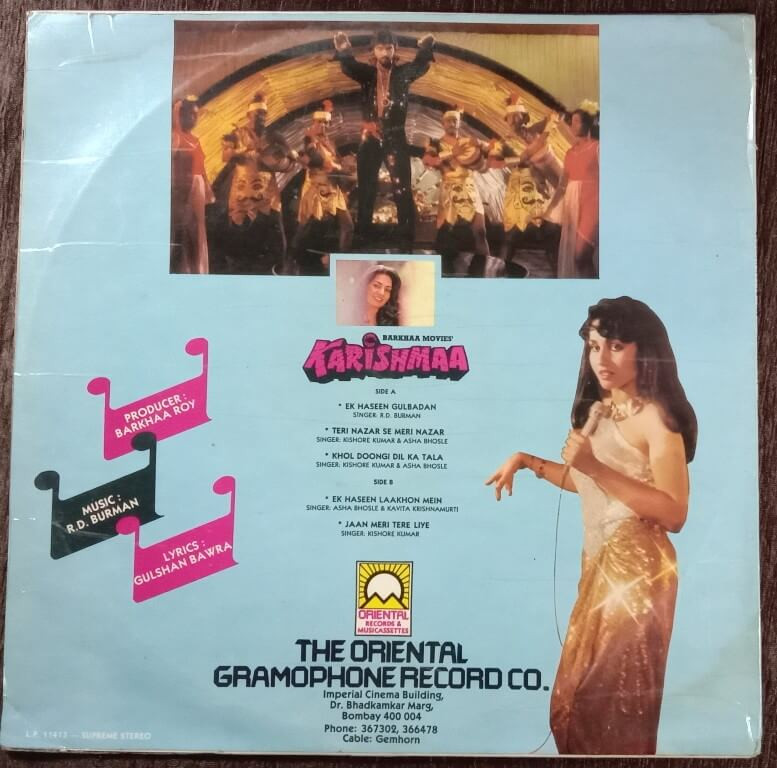 BARKHAA MOVIES'
KARISHMAA
SIDE A
* EK HASEEN GULBADAN
SINGER: R.D. BURMAN
* TERI NAZAR SE MERI NAZAR
SINGER: KISHORE KUMAR & ASHA BHOSLE
* KHOL DOONGI DIL KA TALA
SINGER: KISHORE KUMAR & ASHA BHOSLE
SIDE B
* EK HASEEN LAAKHON MEIN
SINGER: ASHA BHOSLE & KAVITA KRISHNAMURTI
* JAAN MERI TERE LIYE
SINGER: KISHORE KUMAR
PRODUCER :
BARKHAA ROY
MUSIC :
R.D. BURMAN
LYRICS :
GULSHAN BAWRA
ORIENTAL
RECORDS &
MUSICASSETTES
THE ORIENTAL
GRAMOPHONE RECORD CO.
Imperial Cinema Building,
Dr. Bhadkamkar Marg,
Bombay 400 004
Phone: 367302, 366478
Cable: Gemhorn
L.P. 11413 — SUPREME STEREO